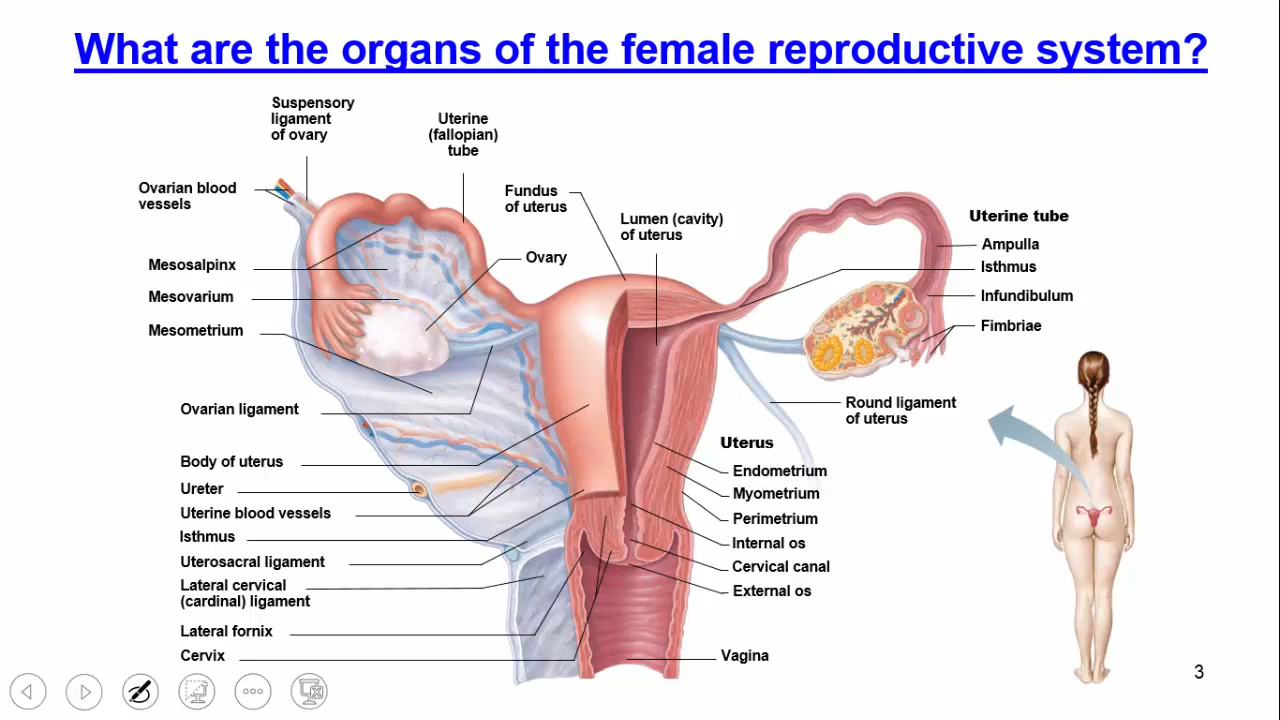 What are the organs of the female reproductive system?
Suspensory
ligament
of ovary
Uterine
(fallopian)
tube
Ovarian blood
vessels
Fundus
of uterus
Lumen (cavity)
of uterus
Uterine tube
Ampulla
Isthmus
Infundibulum
Fimbriae
Mesosalpinx
Mesovarium
Mesometrium
Ovary
Ovarian ligament
Round ligament
of uterus
Body of uterus
Ureter
Uterine blood vessels
Isthmus
Uterosacral ligament
Lateral cervical
(cardinal) ligament
Lateral fornix
Cervix
Uterus
Endometrium
Myometrium
Perimetrium
Internal os
Cervical canal
External os
Vagina
3